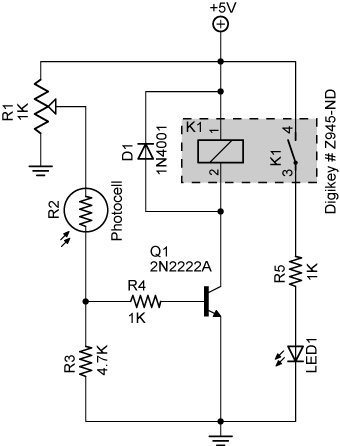 +5V
R1
1K
K1
1
2
K1
4
3
Digikey # Z945-ND
D1
1N4001
R2
Photocell
Q1
2N2222A
R4
1K
R5
1K
R3
4.7K
LED1